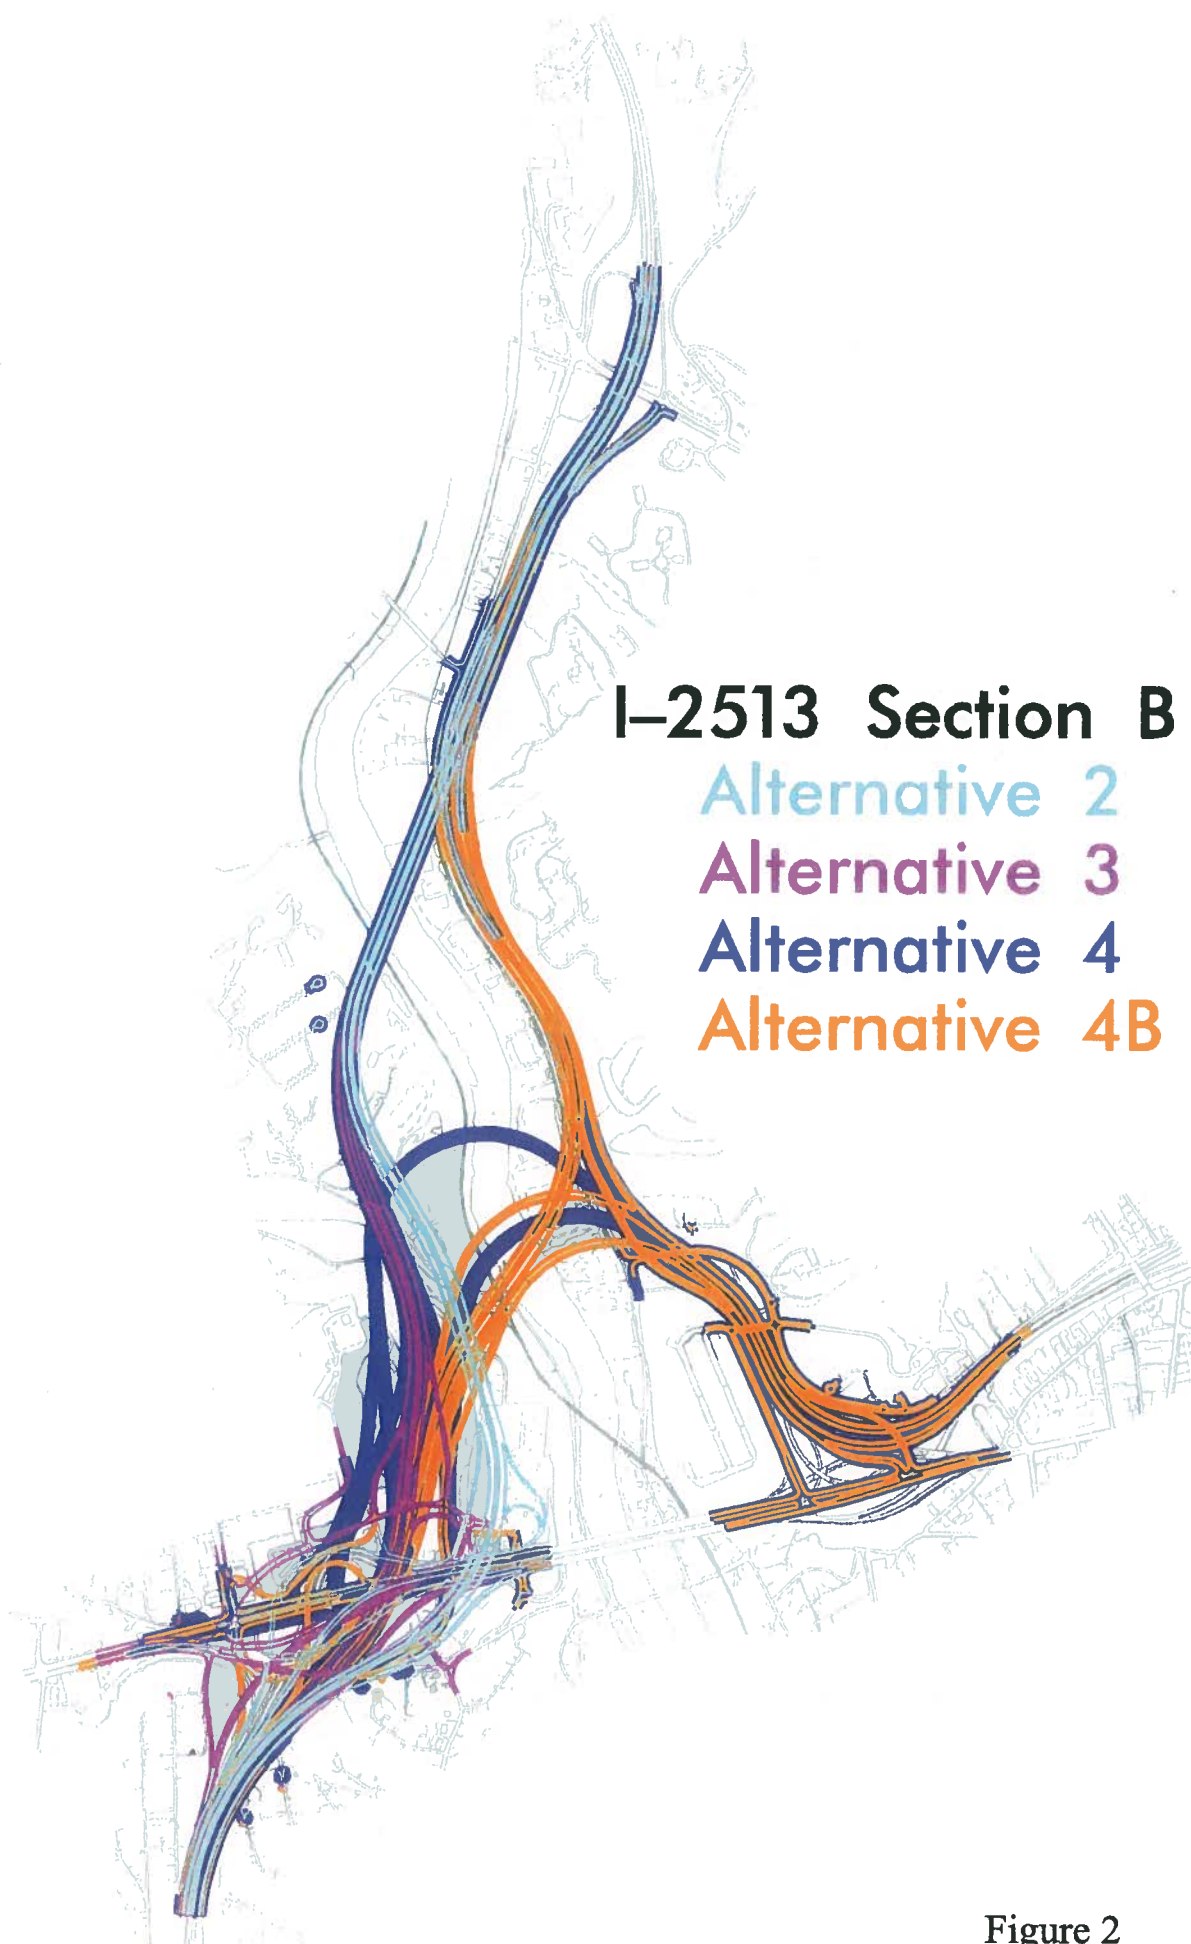 I–2513 Section B
Alternative 2
Alternative 3
Alternative 4
Alternative 4B
Figure 2